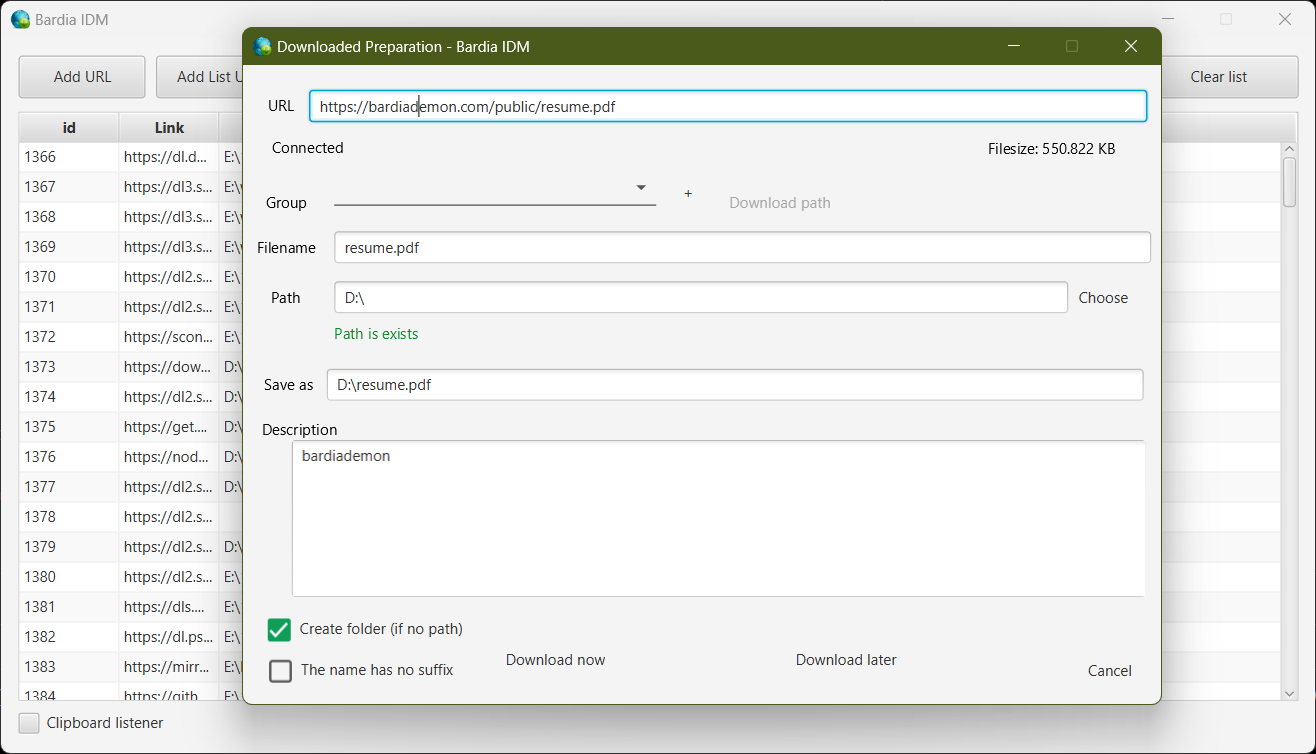 Bardia IDM
Downloaded Preparation - Bardia IDM
Add URL
Add List U
Clear list
URL https://bardiademon.com/public/resume.pdf
Connected
Filesize: 550.822 KB
Group
+
Download path
Filename resume.pdf
Path D:\
Choose
Path is exists
Save as D:\resume.pdf
Description
bardiademon
Create folder (if no path)
The name has no suffix
Download now
Download later
Cancel
id Link
1366 https://dl.d... E:\
1367 https://dl3.s... E:\
1368 https://dl3.s... E:\
1369 https://dl3.s... E:\
1370 https://dl2.s... E:\
1371 https://dl2.s... E:\
1372 https://scon... E:\
1373 https://dow... D:\
1374 https://dl2.s... D:\
1375 https://get.... D:\
1376 https://nod... D:\
1377 https://dl2.s... D:\
1378 https://dl2.s...
1379 https://dl2.s... D:\
1380 https://dl2.s... E:\
1381 https://dls.... E:\
1382 https://dl.ps... E:\
1383 https://mirr... E:\
1384 https://gith E:\
Clipboard listener